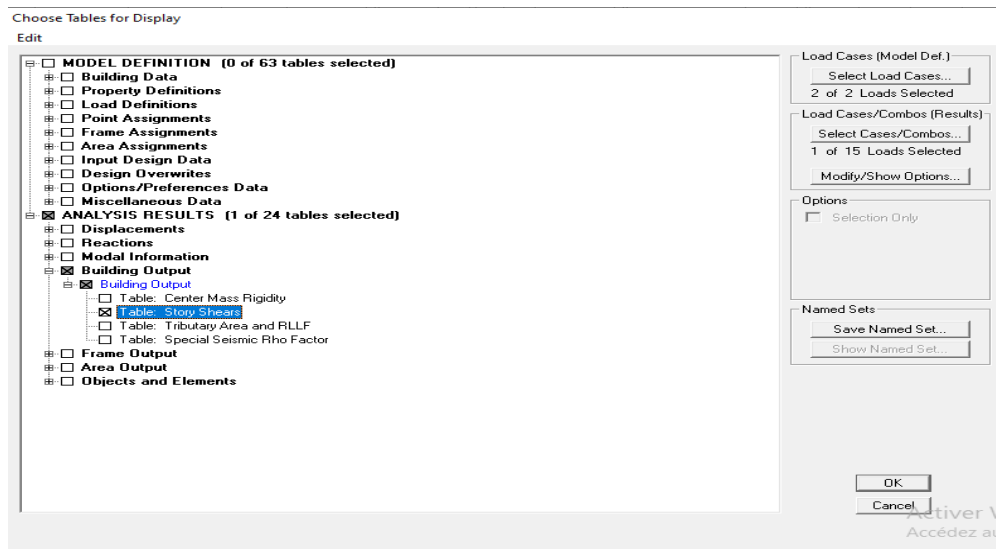 Choose Tables for Display
Edit
MODEL DEFINITION (0 of 63 tables selected)
Building Data
Property Definitions
Load Definitions
Point Assignments
Frame Assignments
Area Assignments
Input Design Data
Design Overwrites
Options/Preferences Data
Miscellaneous Data
ANALYSIS RESULTS (1 of 24 tables selected)
Displacements
Reactions
Modal Information
Building Output
Building Output
Table: Center Mass Rigidity
Table: Story Shears
Table: Tributary Area and RLLF
Table: Special Seismic Rho Factor
Frame Output
Area Output
Objects and Elements
Load Cases (Model Def.)
Select Load Cases...
2 of 2 Loads Selected
Load Cases/Combos (Results)
Select Cases/Combos...
1 of 15 Loads Selected
Modify/Show Options...
Options
Selection Only
Named Sets
Save Named Set...
Show Named Set...
OK
Cancel
Activer
Accédez au